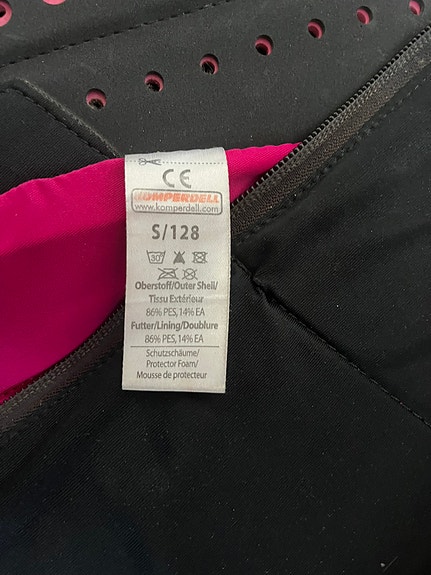 CE
KOMPERDELL
www.komperdell.com
S/128
30°
Oberstoff/Outer Shell/
Tissu Extérieur
86% PES, 14% EA
Futter/Lining/Doublure
86% PES, 14% EA
Schutzschäume/
Protector Foam/
Mousse de protecteur